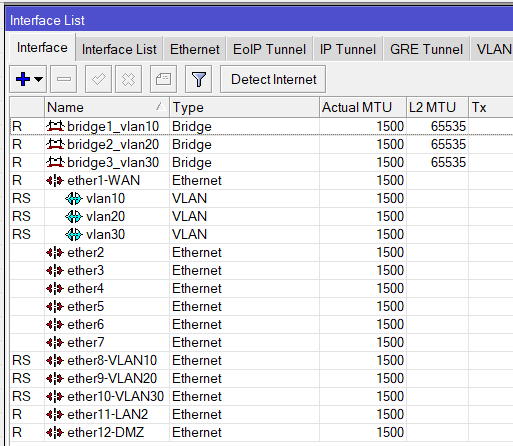 Interface List
Interface Interface List Ethernet EoIP Tunnel IP Tunnel GRE Tunnel VLAN
Detect Internet
Name Type Actual MTU L2 MTU Tx
R bridge1_vlan10 Bridge 1500 65535
R bridge2_vlan20 Bridge 1500 65535
R bridge3_vlan30 Bridge 1500 65535
R ether1-WAN Ethernet 1500
RS vlan10 VLAN 1500
RS vlan20 VLAN 1500
RS vlan30 VLAN 1500
ether2 Ethernet 1500
ether3 Ethernet 1500
ether4 Ethernet 1500
ether5 Ethernet 1500
ether6 Ethernet 1500
ether7 Ethernet 1500
RS ether8-VLAN10 Ethernet 1500
RS ether9-VLAN20 Ethernet 1500
RS ether10-VLAN30 Ethernet 1500
R ether11-LAN2 Ethernet 1500
R ether12-DMZ Ethernet 1500